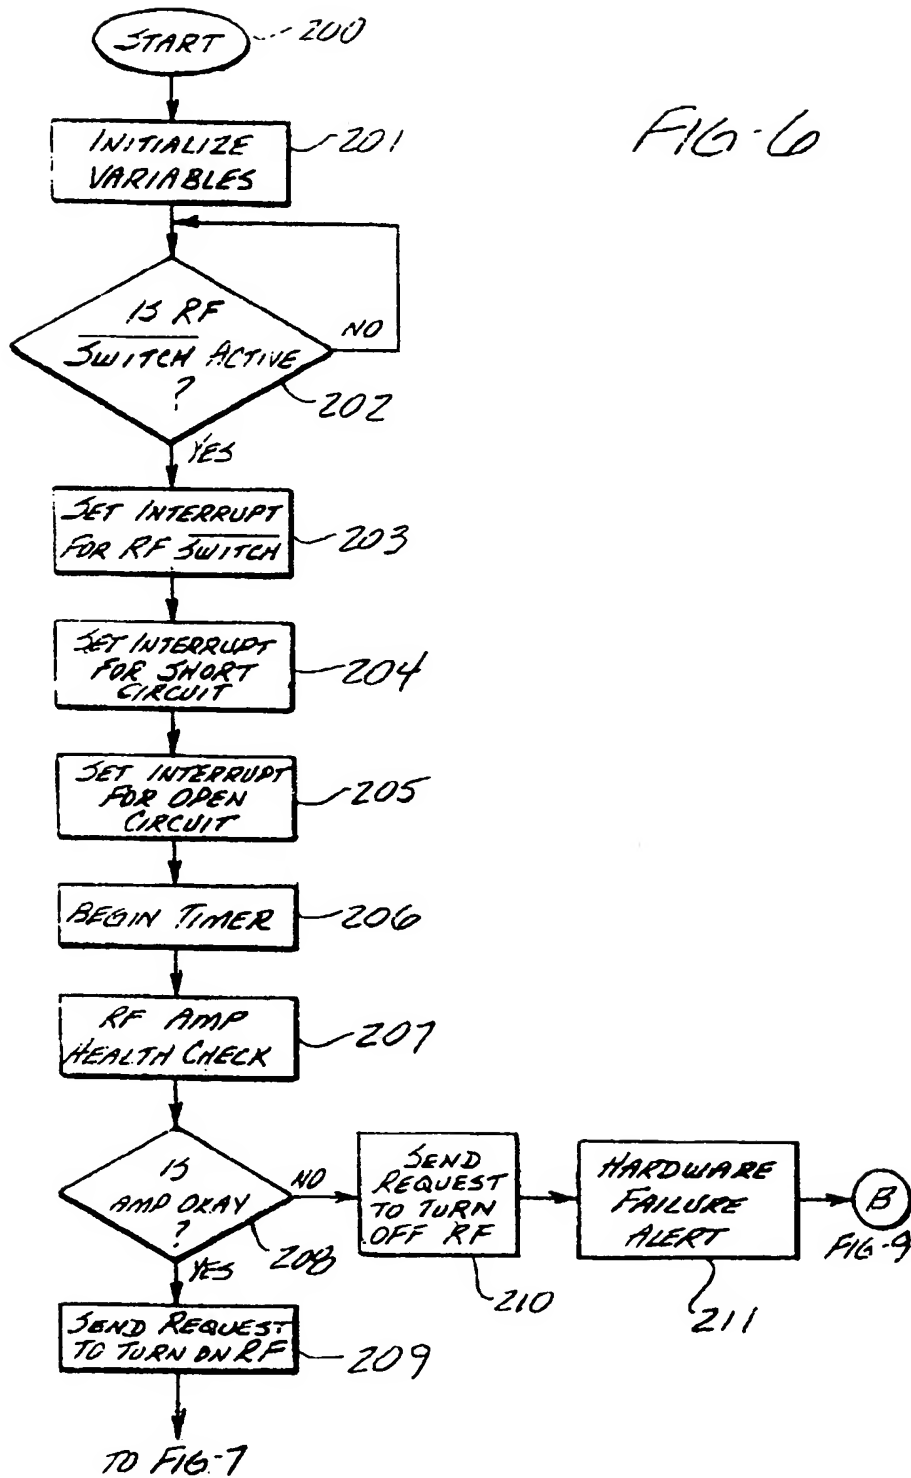 START
200
FIG-6
INITIALIZE
VARIABLES
201
IS RF
SWITCH ACTIVE
?
NO
202
YES
SET INTERRUPT
FOR RF SWITCH
203
SET INTERRUPT
FOR SHORT
CIRCUIT
204
SET INTERRUPT
FOR OPEN
CIRCUIT
205
BEGIN TIMER
206
RF AMP
HEALTH CHECK
207
IS
AMP OKAY
?
NO
208
YES
SEND
REQUEST
TO TURN
OFF RF
210
HARDWARE
FAILURE
ALERT
211
B
FIG-9
SEND REQUEST
TO TURN ON RF
209
TO FIG-7